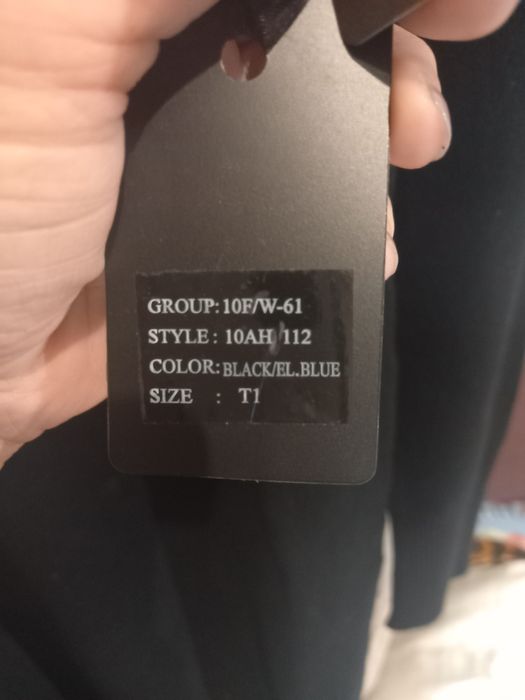 GROUP: 10F/W-61
STYLE : 10AH 112
COLOR: BLACK/EL.BLUE
SIZE : T1